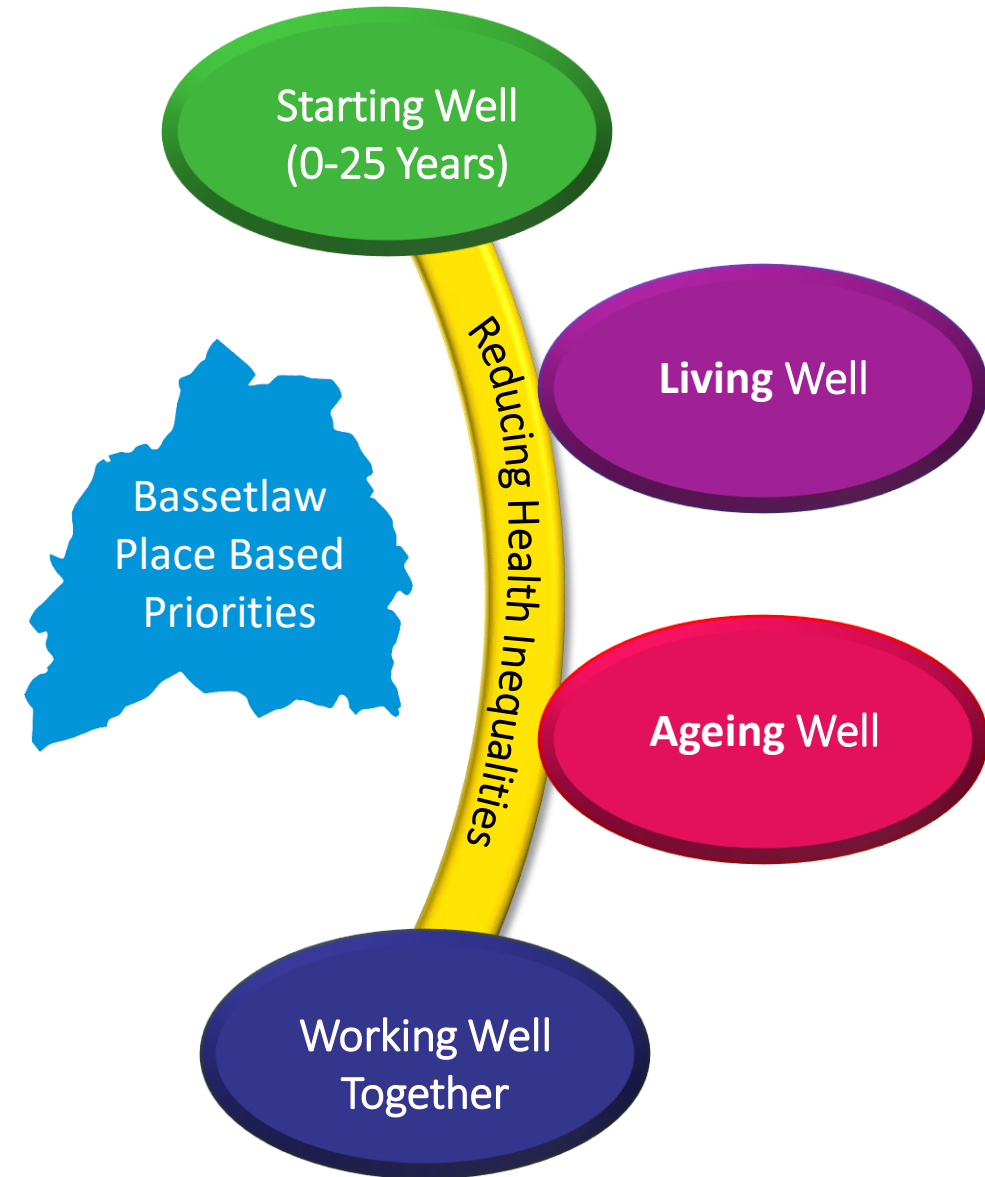 Starting Well
(0-25 Years)
Living Well
Reducing Health Inequalities
Bassetlaw
Place Based
Priorities
Ageing Well
Working Well
Together